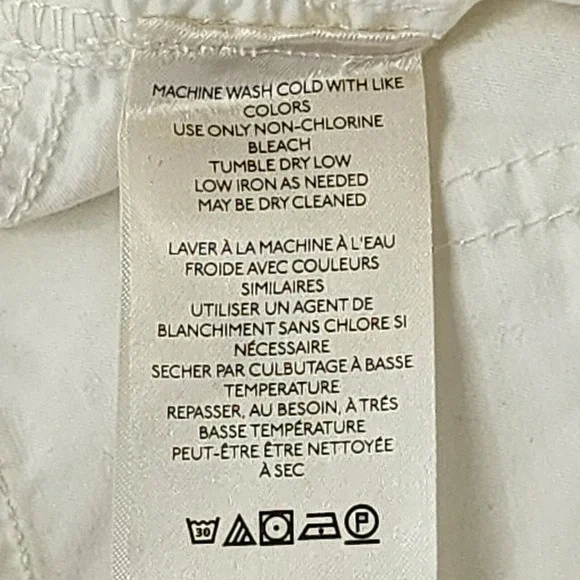 MACHINE WASH COLD WITH LIKE
COLORS
USE ONLY NON-CHLORINE
BLEACH
TUMBLE DRY LOW
LOW IRON AS NEEDED
MAY BE DRY CLEANED
LAVER À LA MACHINE À L'EAU
FROIDE AVEC COULEURS
SIMILAIRES
UTILISER UN AGENT DE
BLANCHIMENT SANS CHLORE SI
NÉCESSAIRE
SECHER PAR CULBUTAGE À BASSE
TEMPERATURE
REPASSER, AU BESOIN, À TRÉS
BASSE TEMPÉRATURE
PEUT-ÊTRE ÊTRE NETTOYÉE
À SEC
30 P